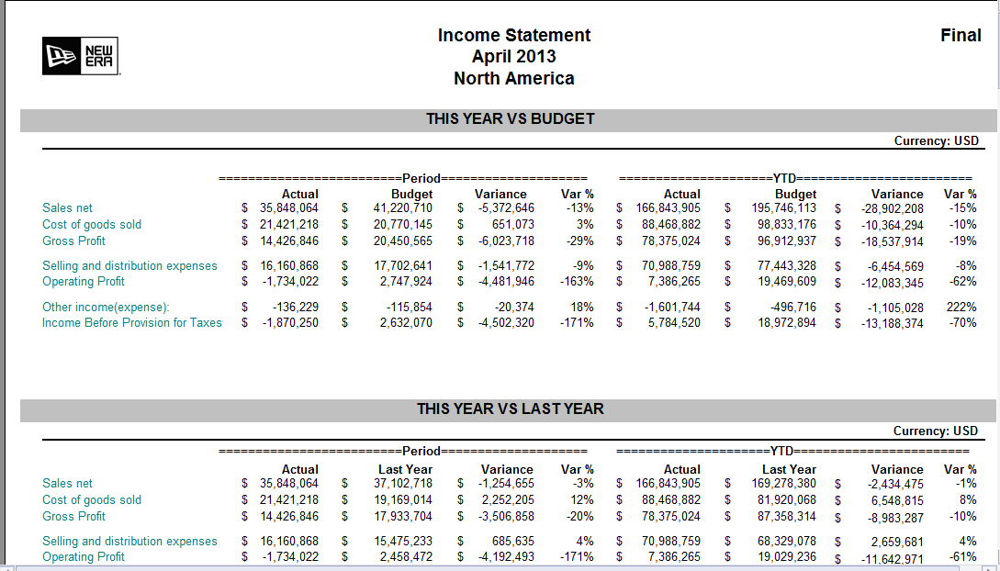 Income Statement
Final
April 2013
NEW
ERA
North America
THIS YEAR VS BUDGET
Currency: USD
=========================Period==================== =====================YTD========================
Actual Budget Variance Var % Actual Budget Variance Var %
Sales net $ 35,848,064 $ 41,220,710 $ -5,372,646 -13% $ 166,843,905 $ 195,746,113 $ -28,902,208 -15%
Cost of goods sold $ 21,421,218 $ 20,770,145 $ 651,073 3% $ 88,468,882 $ 98,833,176 $ -10,364,294 -10%
Gross Profit $ 14,426,846 $ 20,450,565 $ -6,023,718 -29% $ 78,375,024 $ 96,912,937 $ -18,537,914 -19%
Selling and distribution expenses $ 16,160,868 $ 17,702,641 $ -1,541,772 -9% $ 70,988,759 $ 77,443,328 $ -6,454,569 -8%
Operating Profit $ -1,734,022 $ 2,747,924 $ -4,481,946 -163% $ 7,386,265 $ 19,469,609 $ -12,083,345 -62%
Other income(expense): $ -136,229 $ -115,854 $ -20,374 18% $ -1,601,744 $ -496,716 $ -1,105,028 222%
Income Before Provision for Taxes $ -1,870,250 $ 2,632,070 $ -4,502,320 -171% $ 5,784,520 $ 18,972,894 $ -13,188,374 -70%
THIS YEAR VS LAST YEAR
Currency: USD
=========================Period==================== =====================YTD========================
Actual Last Year Variance Var % Actual Last Year Variance Var %
Sales net $ 35,848,064 $ 37,102,718 $ -1,254,655 -3% $ 166,843,905 $ 169,278,380 $ -2,434,475 -1%
Cost of goods sold $ 21,421,218 $ 19,169,014 $ 2,252,205 12% $ 88,468,882 $ 81,920,068 $ 6,548,815 8%
Gross Profit $ 14,426,846 $ 17,933,704 $ -3,506,858 -20% $ 78,375,024 $ 87,358,314 $ -8,983,287 -10%
Selling and distribution expenses $ 16,160,868 $ 15,475,233 $ 685,635 4% $ 70,988,759 $ 68,329,078 $ 2,659,681 4%
Operating Profit $ -1,734,022 $ 2,458,472 $ -4,192,493 -171% $ 7,386,265 $ 19,029,236 $ -11,642,971 -61%